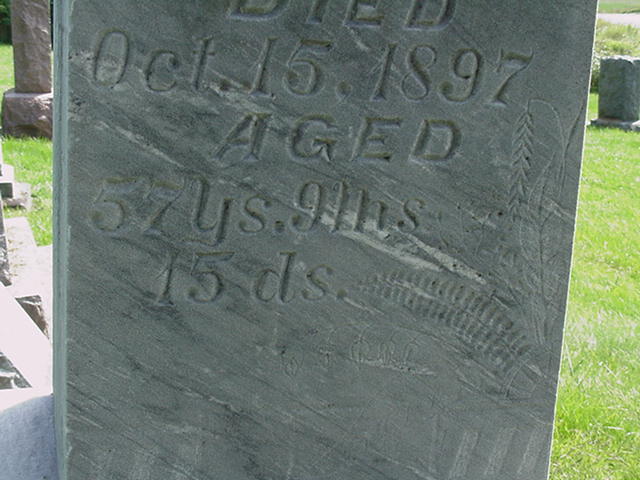 DIED
Oct. 15, 1897
AGED
57 Ys. 9 Ms
15 ds.